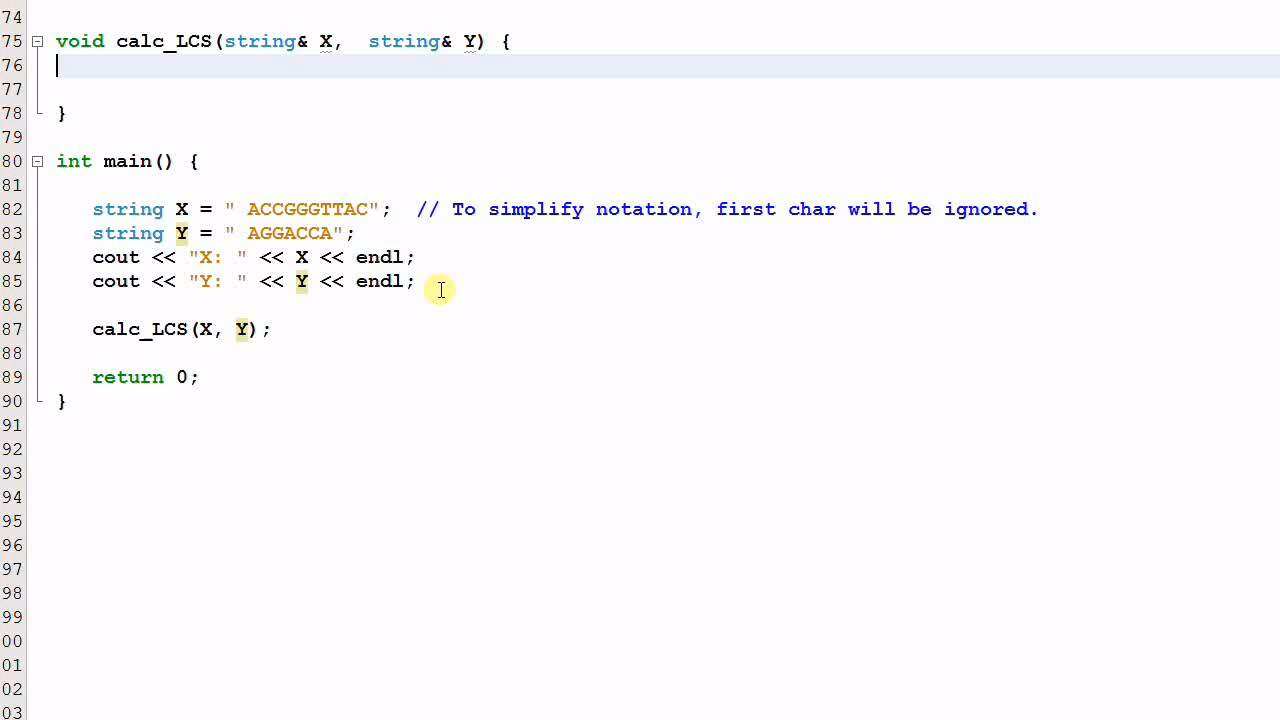 74
75 void calc_LCS(string& X,  string& Y) {
76
77
78 }
79
80 int main() {
81
82    string X = " ACCGGGTTAC";  // To simplify notation, first char will be ignored.
83    string Y = " AGGACCA";
84    cout << "X: " << X << endl;
85    cout << "Y: " << Y << endl;
86
87    calc_LCS(X, Y);
88
89    return 0;
90 }
91
92
93
94
95
96
97
98
99
00
01
02
03